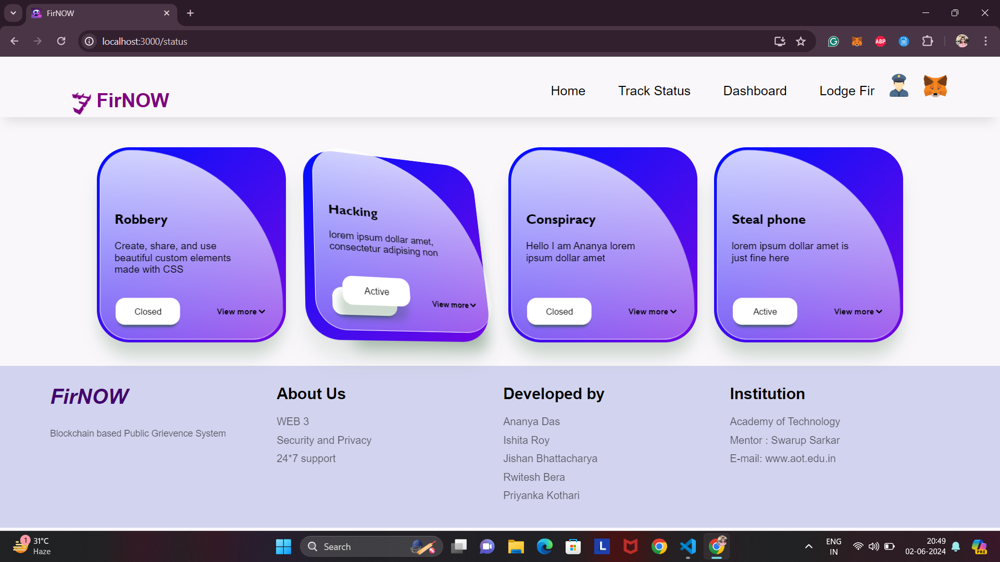 FirNOW
localhost:3000/status
ABP
FirNOW
Home
Track Status
Dashboard
Lodge Fir
Robbery
Create, share, and use
beautiful custom elements
made with CSS
Closed
View more
Hacking
lorem ipsum dollar amet,
consectetur adipising non
Active
View more
Conspiracy
Hello I am Ananya lorem
ipsum dollar amet
Closed
View more
Steal phone
lorem ipsum dollar amet is
just fine here
Active
View more
FirNOW
Blockchain based Public Grievence System
About Us
WEB 3
Security and Privacy
24*7 support
Developed by
Ananya Das
Ishita Roy
Jishan Bhattacharya
Rwitesh Bera
Priyanka Kothari
Institution
Academy of Technology
Mentor : Swarup Sarkar
E-mail: www.aot.edu.in
1
31°C
Haze
Search
L
ENG
IN
20:49
02-06-2024
PRE